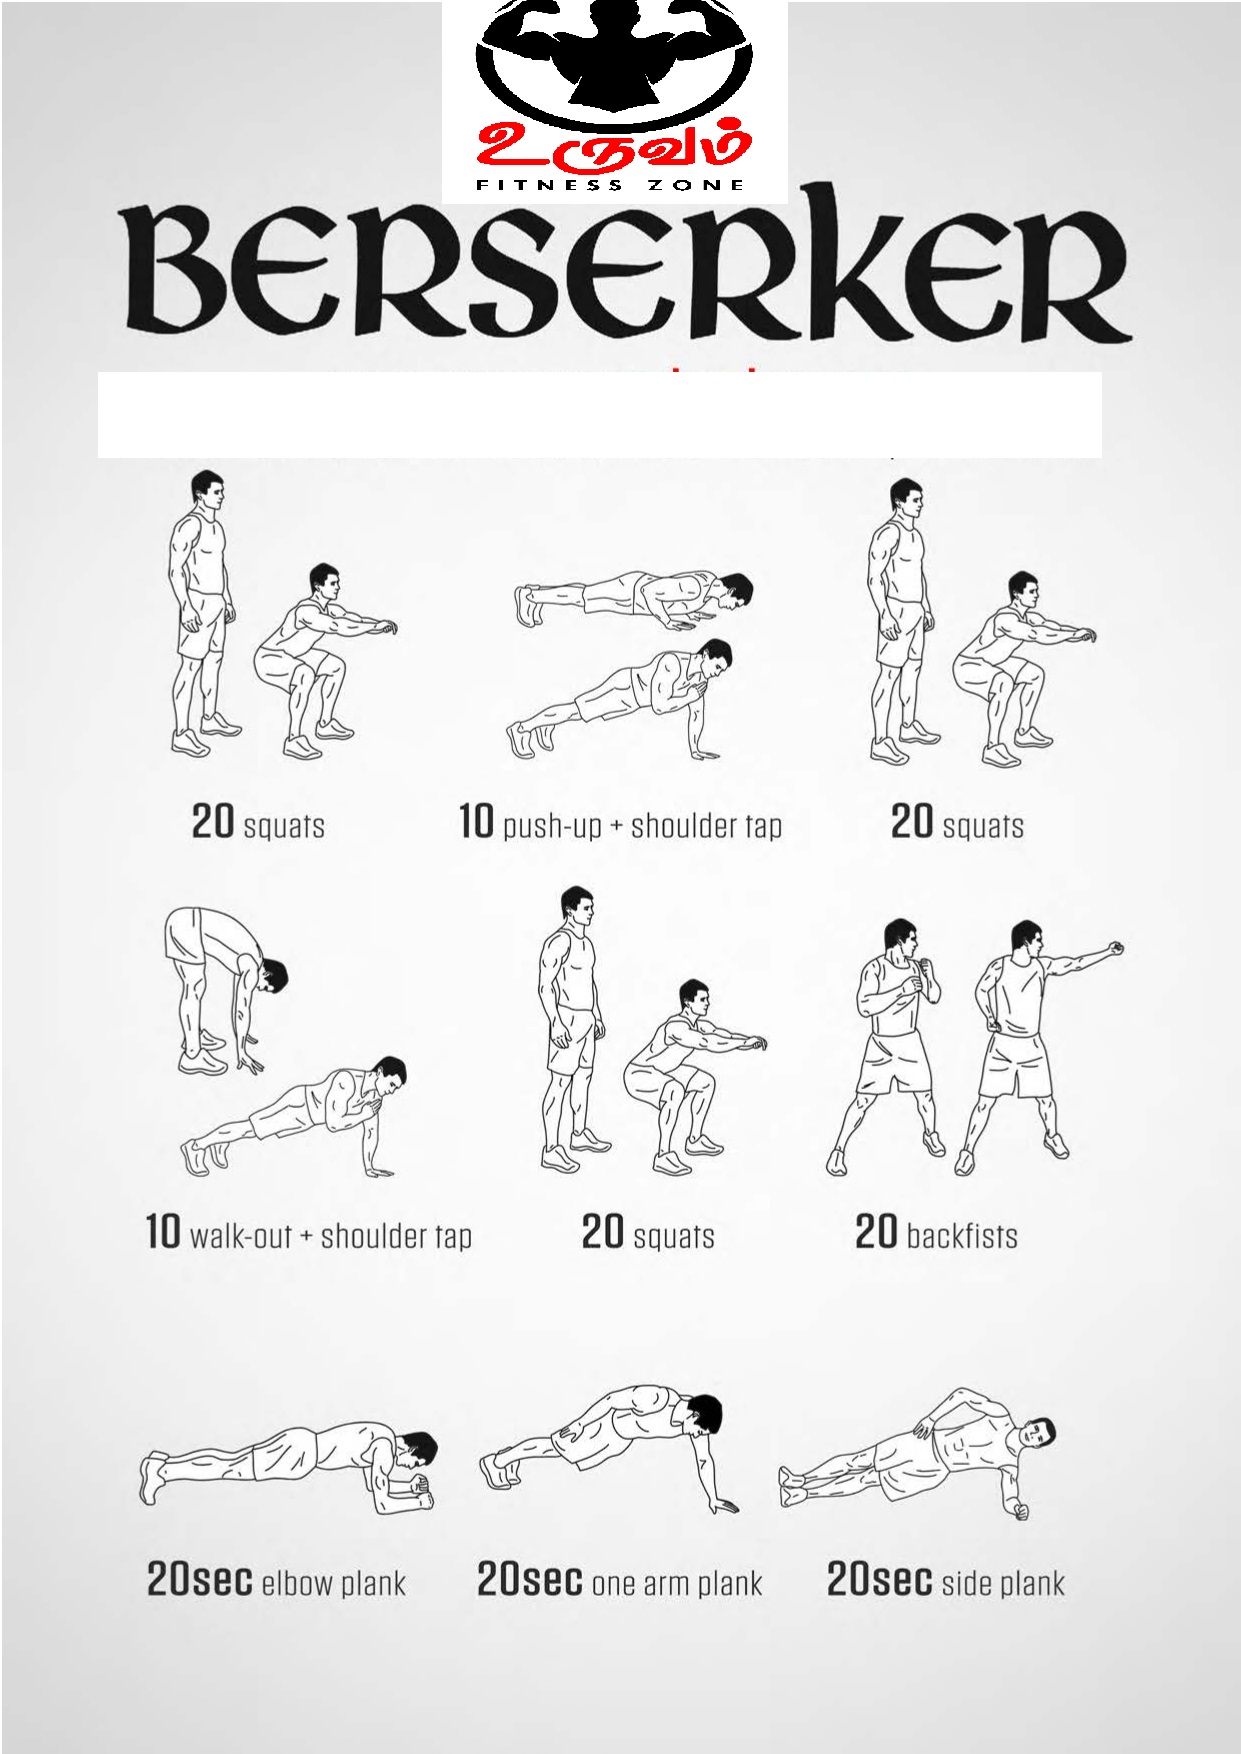 உருவம்
FITNESS ZONE
BERSERKER
20 squats
10 push-up + shoulder tap
20 squats
10 walk-out + shoulder tap
20 squats
20 backfists
20sec elbow plank
20sec one arm plank
20sec side plank